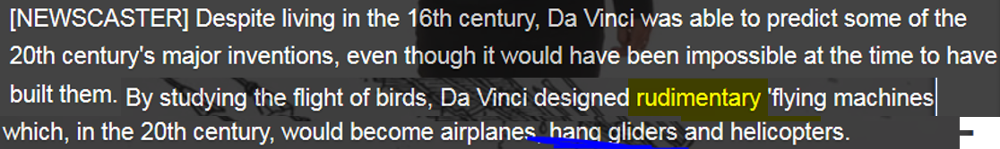 [NEWSCASTER] Despite living in the 16th century, Da Vinci was able to predict some of the
20th century's major inventions, even though it would have been impossible at the time to have
built them. By studying the flight of birds, Da Vinci designed rudimentary 'flying machines
which, in the 20th century, would become airplanes, hang gliders and helicopters.